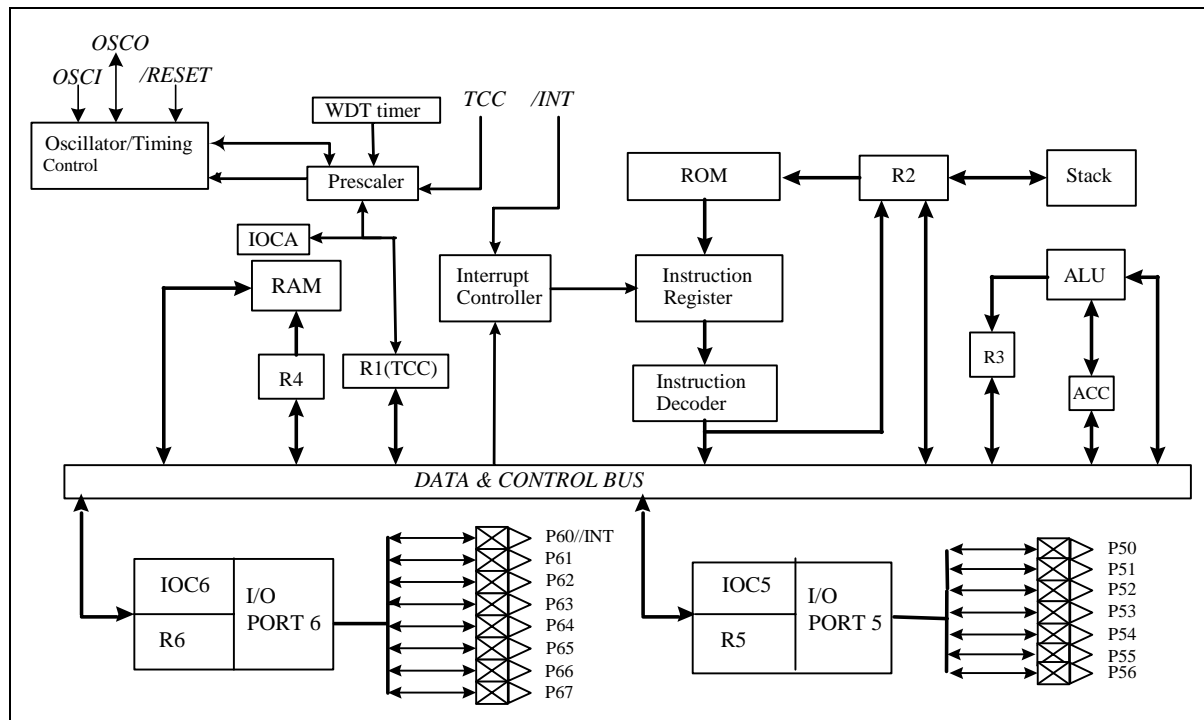 OSCO
OSCI
/RESET
TCC
/INT
WDT timer
Oscillator/Timing
Control
Prescaler
ROM
R2
Stack
IOCA
RAM
Interrupt
Controller
Instruction
Register
ALU
R4
R1(TCC)
Instruction
Decoder
R3
ACC
DATA & CONTROL BUS
IOC6
R6
I/O
PORT 6
P60//INT
P61
P62
P63
P64
P65
P66
P67
IOC5
R5
I/O
PORT 5
P50
P51
P52
P53
P54
P55
P56